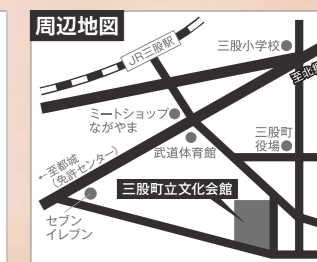 周辺地図
JR三股駅
三股小学校
ミートショップ
ながやま
武道体育館
三股町
役場
←至都城
(免許センター)
三股町立文化会館
セブン
イレブン